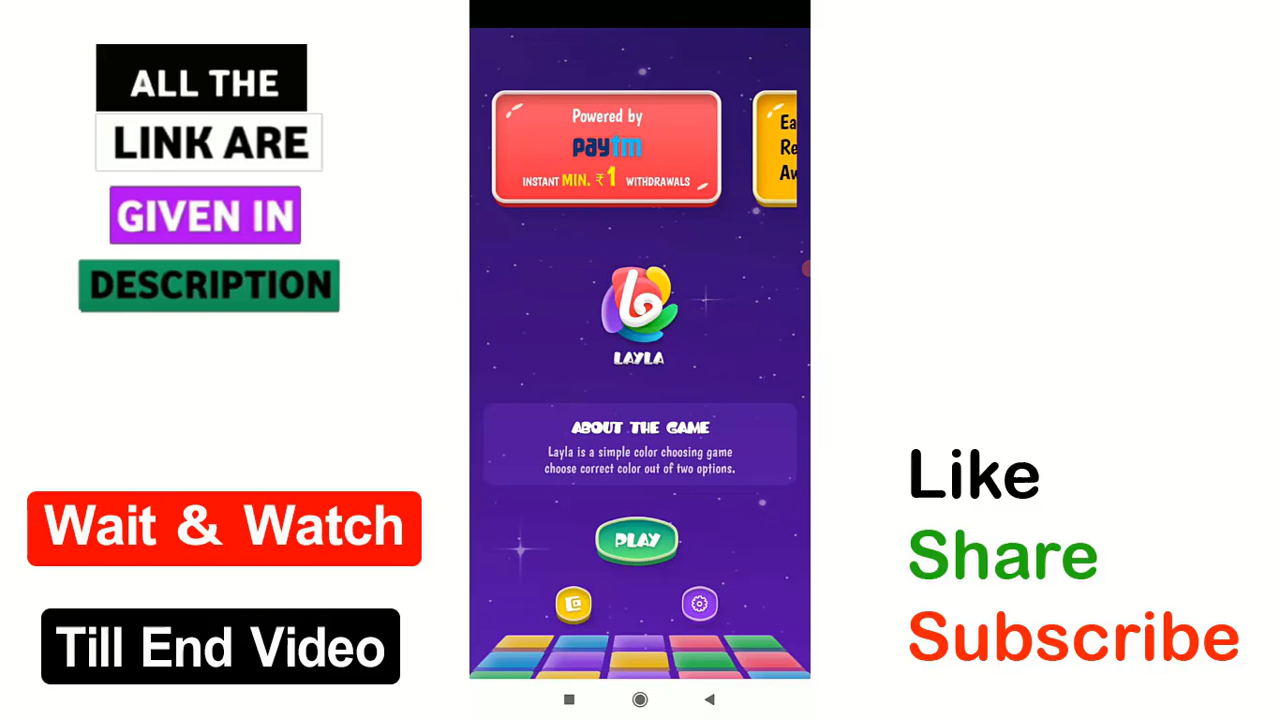 ALL THE
LINK ARE
GIVEN IN
DESCRIPTION
Wait & Watch
Till End Video
Powered by
paytm
INSTANT MIN. ₹1 WITHDRAWALS
LAYLA
ABOUT THE GAME
Layla is a simple color choosing game
choose correct color out of two options.
PLAY
Like
Share
Subscribe